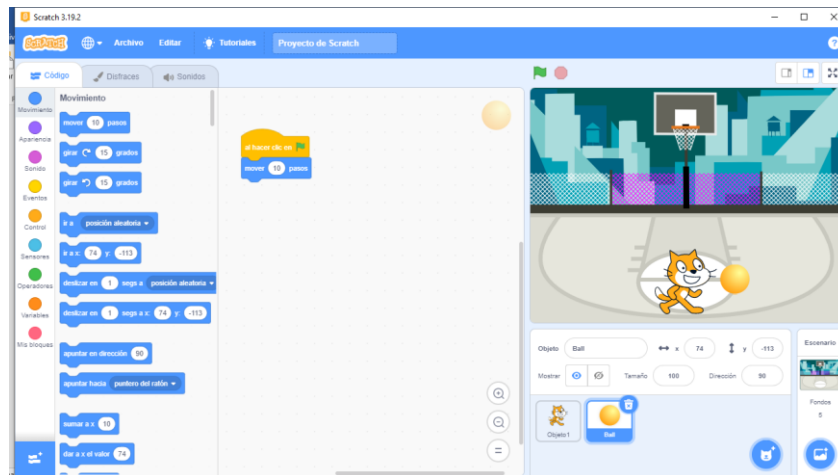 Scratch 3.19.2
SCRATCH Archivo Editar Tutoriales Proyecto de Scratch
Código Disfraces Sonidos
Movimiento
Apariencia
Sonido
Eventos
Control
Sensores
Operadores
Variables
Mis bloques
Movimiento
mover 10 pasos
girar 15 grados
girar 15 grados
ir a posición aleatoria
ir a x: 74 y: -113
deslizar en 1 segs a posición aleatoria
deslizar en 1 segs a x: 74 y: -113
apuntar en dirección 90
apuntar hacia puntero del ratón
sumar a x 10
dar a x el valor 74
al hacer clic en
mover 10 pasos
Objeto Ball x 74 y -113
Mostrar Tamaño 100 Dirección 90
Objeto1
Ball
Escenario
Fondos
5